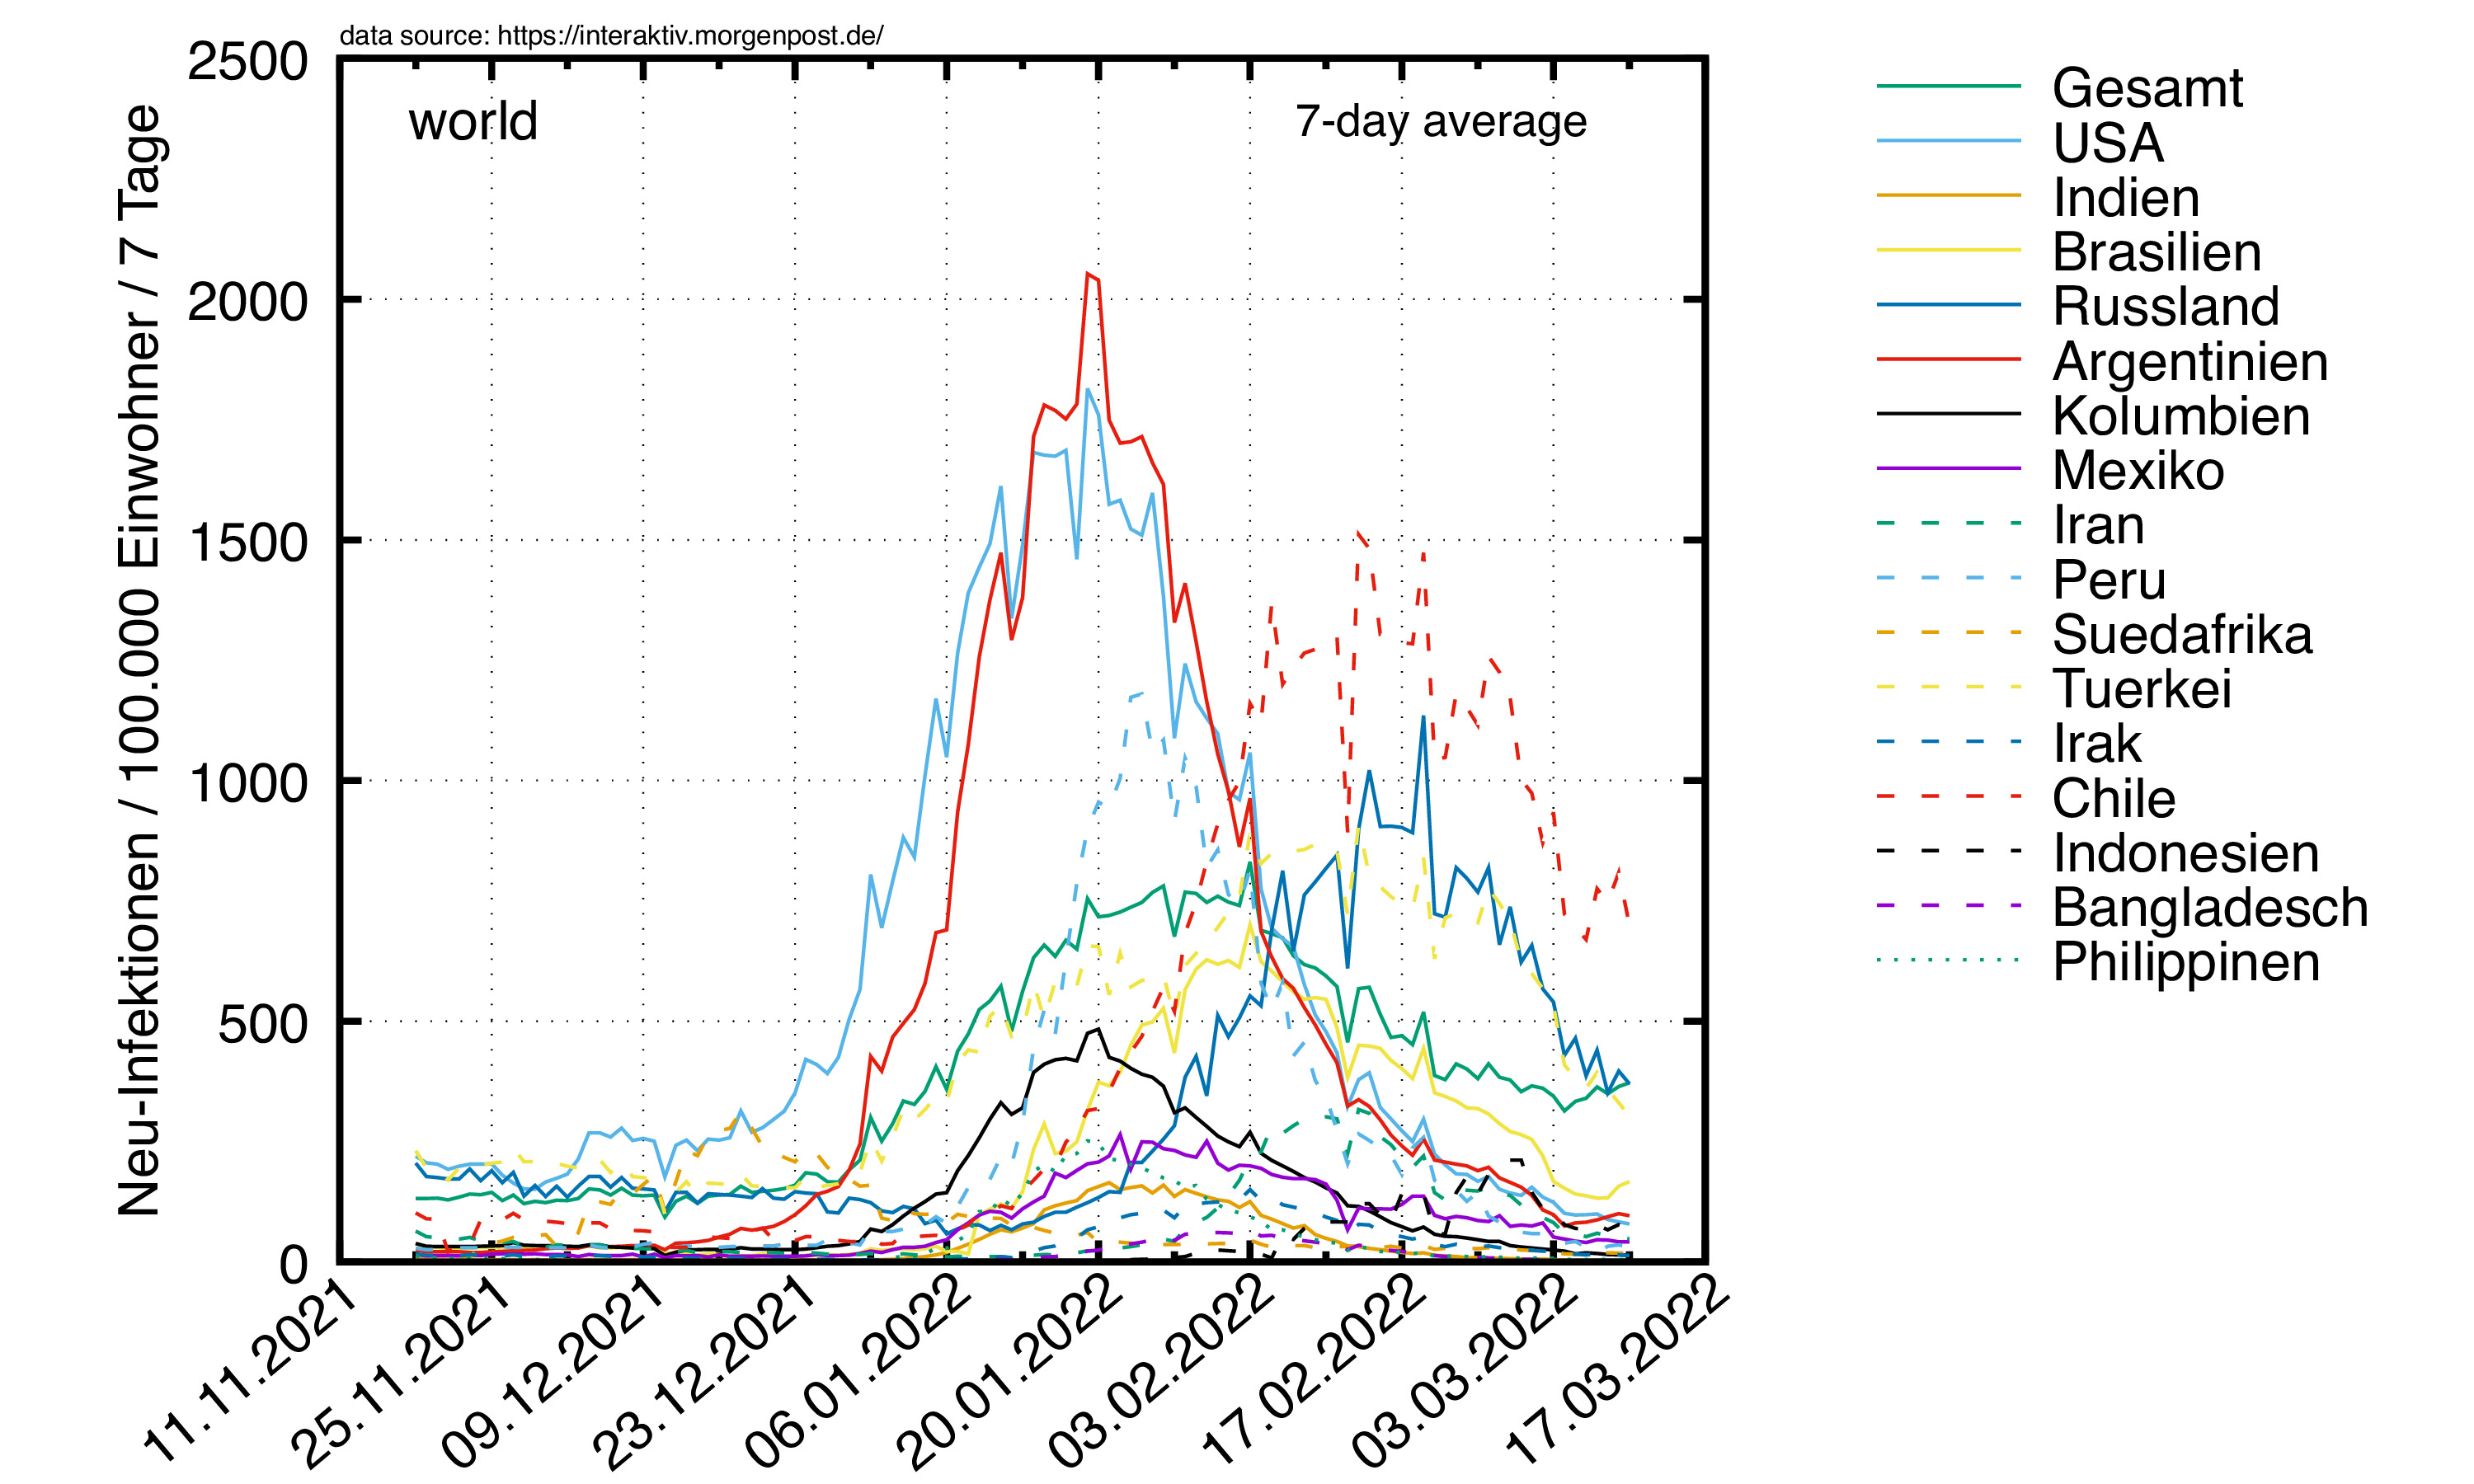 data source: https://interaktiv.morgenpost.de/
world
7-day average
Neu-Infektionen / 100.000 Einwohner / 7 Tage
2500
2000
1500
1000
500
0
11.11.2021
25.11.2021
09.12.2021
23.12.2021
06.01.2022
20.01.2022
03.02.2022
17.02.2022
03.03.2022
17.03.2022
Gesamt
USA
Indien
Brasilien
Russland
Argentinien
Kolumbien
Mexiko
Iran
Peru
Suedafrika
Tuerkei
Irak
Chile
Indonesien
Bangladesch
Philippinen